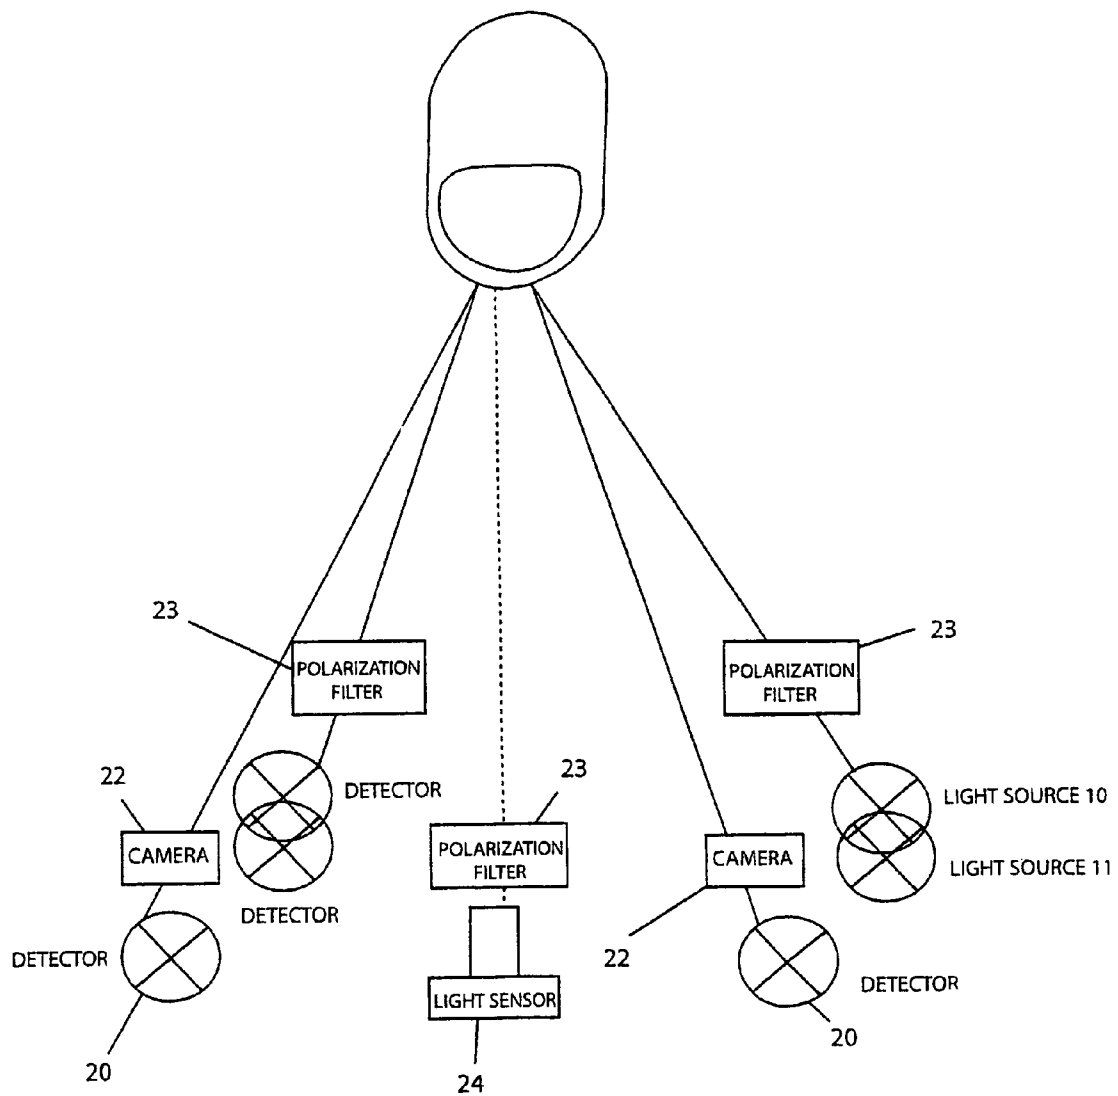 23
23
POLARIZATION
FILTER
POLARIZATION
FILTER
22
DETECTOR
23
LIGHT SOURCE 10
CAMERA
POLARIZATION
FILTER
CAMERA
LIGHT SOURCE 11
DETECTOR
DETECTOR
22
DETECTOR
LIGHT SENSOR
20
20
24